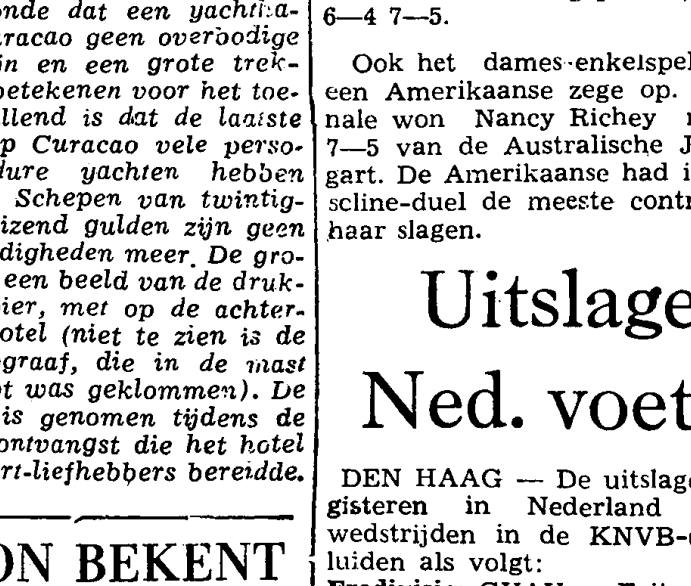 onde dat een yachtha-
uracao geen overbodige
en een grote trek-
betekenen voor het toe-
llend is dat de laatste
p Curacao vele perso-
dure yachten hebben
Schepen van twintig-
izend gulden zijn geen
digheden meer. De gro-
een beeld van de druk-
ier, met op de achter-
otel (niet te zien is de
graaf, die in de mast
t was geklommen). De
is genomen tijdens de
ontvangst die het hotel
rt-liefhebbers bereidde.
ON BEKENT
6—4 7—5.
Ook het dames-enkelspel
een Amerikaanse zege op.
nale won Nancy Richey
7—5 van de Australische J
gart. De Amerikaanse had i
scline-duel de meeste contr
haar slagen.
Uitslage
Ned. voet
DEN HAAG — De uitslage
gisteren in Nederland
wedstrijden in de KNVB-
luiden als volgt: